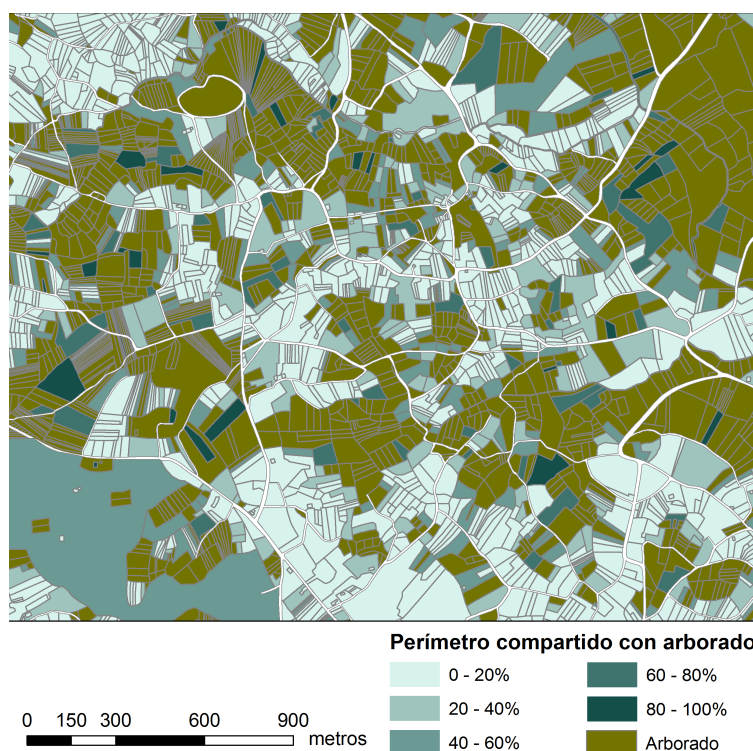 Perímetro compartido con arborado
0 - 20%
60 - 80%
20 - 40%
80 - 100%
40 - 60%
Arborado
0 150 300 600 900
metros